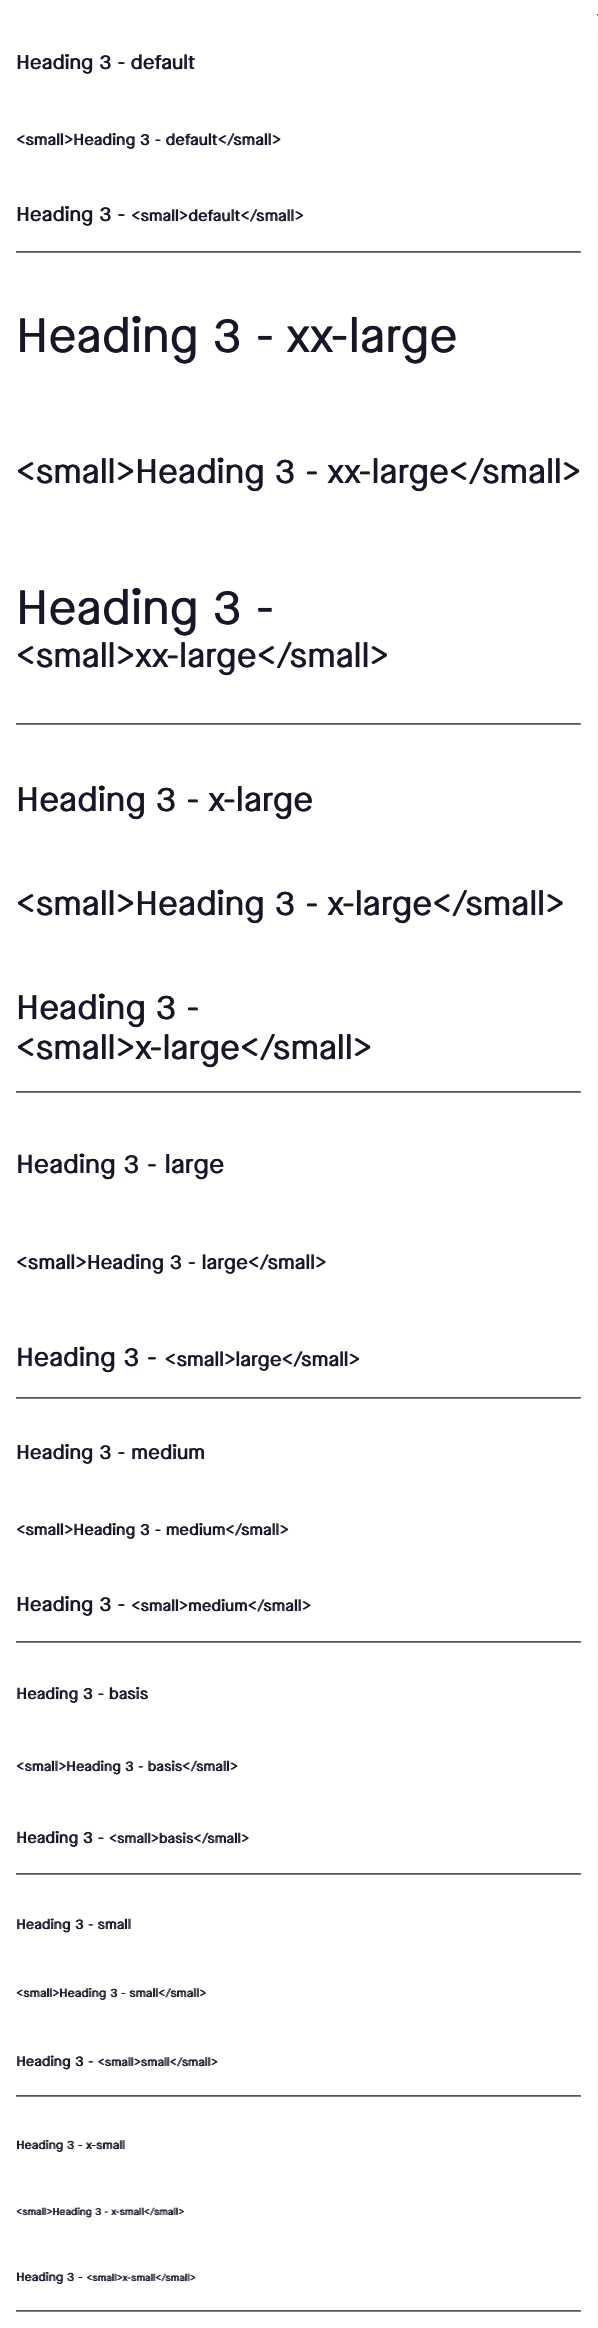 Heading 3 - default
<small>Heading 3 - default</small>
Heading 3 - <small>default</small>
Heading 3 - xx-large
<small>Heading 3 - xx-large</small>
Heading 3 -
<small>xx-large</small>
Heading 3 - x-large
<small>Heading 3 - x-large</small>
Heading 3 -
<small>x-large</small>
Heading 3 - large
<small>Heading 3 - large</small>
Heading 3 - <small>large</small>
Heading 3 - medium
<small>Heading 3 - medium</small>
Heading 3 - <small>medium</small>
Heading 3 - basis
<small>Heading 3 - basis</small>
Heading 3 - <small>basis</small>
Heading 3 - small
<small>Heading 3 - small</small>
Heading 3 - <small>small</small>
Heading 3 - x-small
<small>Heading 3 - x-small</small>
Heading 3 - <small>x-small</small>